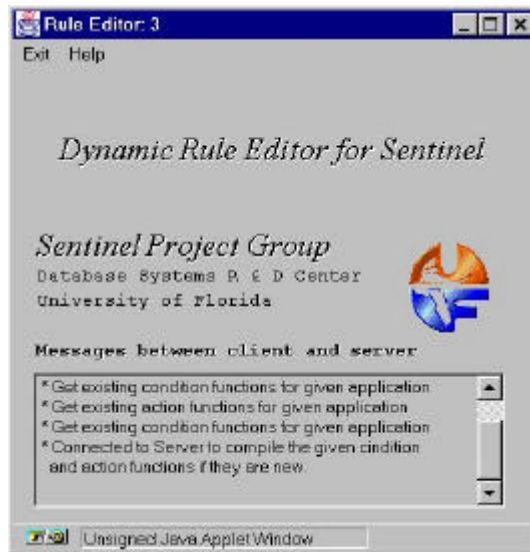 Rule Editor: 3
Exit Help
Dynamic Rule Editor for Sentinel
Sentinel Project Group
Database Systems R & D Center
University of Florida
UF
Messages between client and server
* Get existing condition functions for given application
* Get existing action functions for given application
* Get existing condition functions for given application
* Connected to Server to compile the given cindition
and action functions if they are new.
Unsigned Java Applet Window